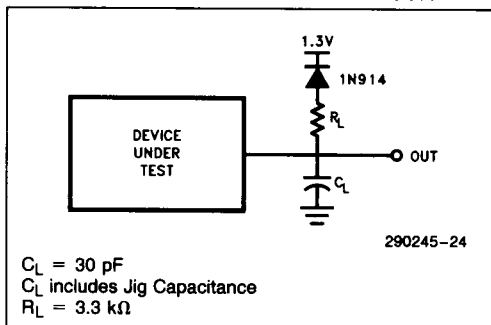 1.3V
1N914
RL
DEVICE
UNDER
TEST
OUT
CL
290245-24
CL = 30 pF
CL includes Jig Capacitance
RL = 3.3 kΩ